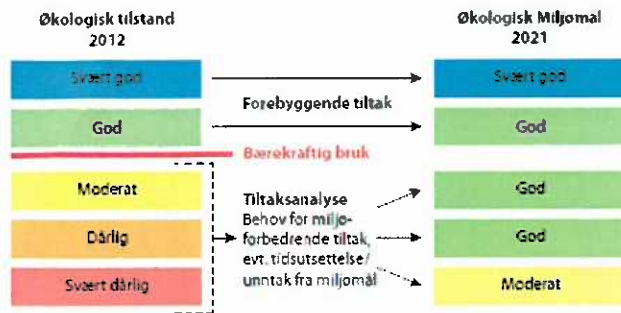 Økologisk tilstand
2012
Økologisk Miljømål
2021
Svært god
Svært god
Forebyggende tiltak
God
God
Bærekraftig bruk
Moderat
Dårlig
Svært dårlig
Tiltaksanalyse
Behov for miljø-
forbedrende tiltak,
evt. tidsutsettelse/
unntak fra miljømål
God
God
Moderat